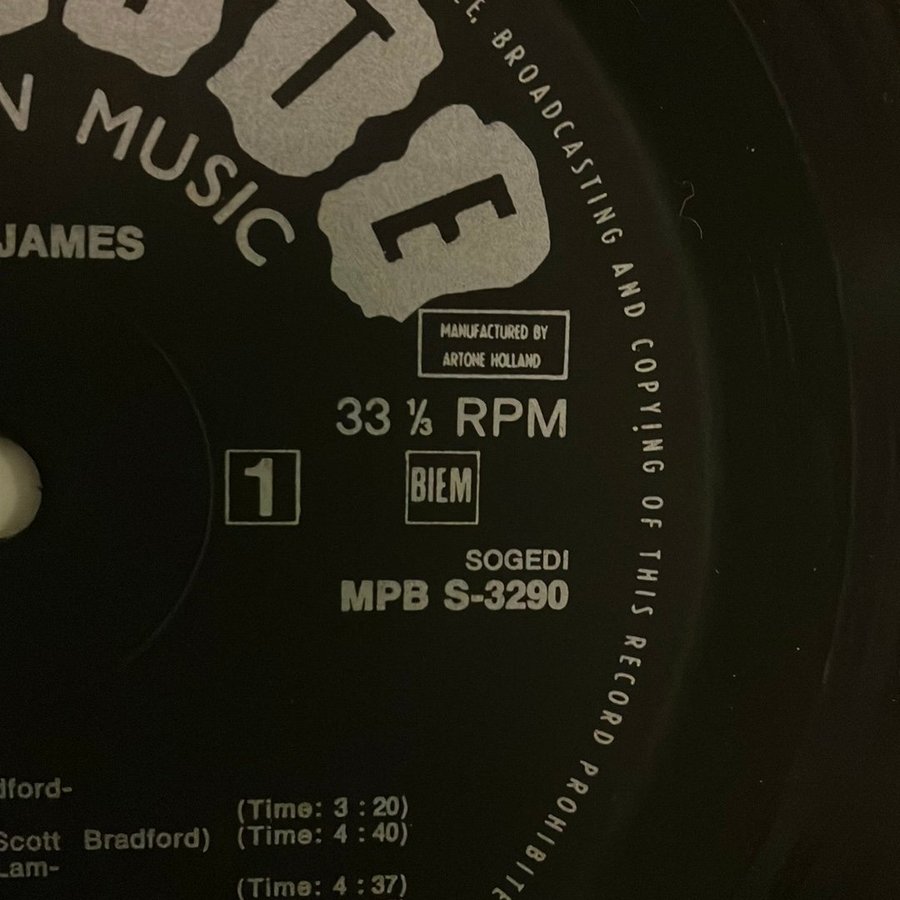 TE
N MUSIC
JAMES
MANUFACTURED BY
ARTONE HOLLAND
33 ⅓ RPM
1
BIEM
SOGEDI
MPB S-3290
dford-
(Time: 3 : 20)
Scott Bradford) (Time: 4 : 40)
Lam-
(Time: 4 : 37)
BROADCASTING AND COPYING OF THIS RECORD PROHIBITE